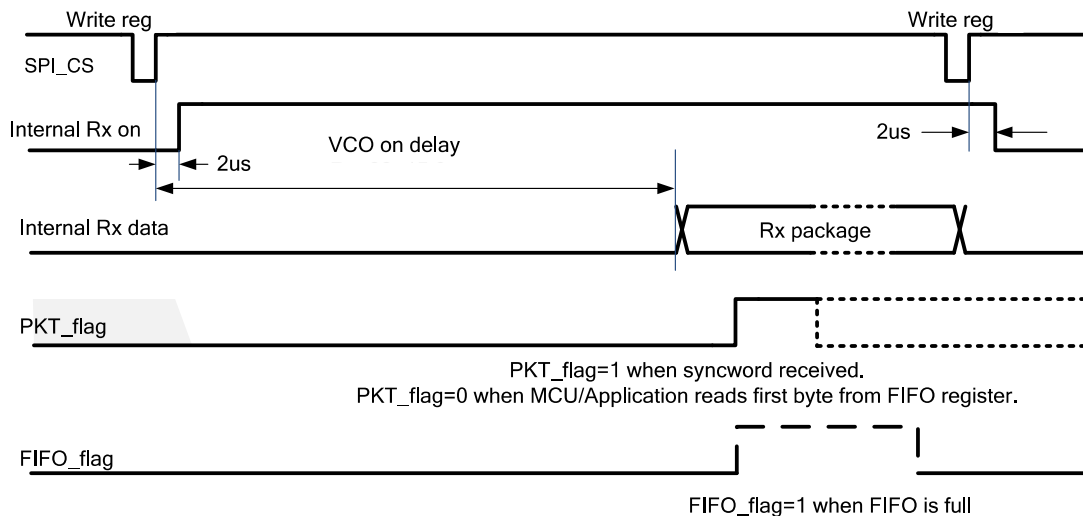 Write reg
Write reg
SPI_CS
2us
Internal Rx on
VCO on delay
2us
Internal Rx data
Rx package
PKT_flag
PKT_flag=1 when syncword received.
PKT_flag=0 when MCU/Application reads first byte from FIFO register.
FIFO_flag
FIFO_flag=1 when FIFO is full